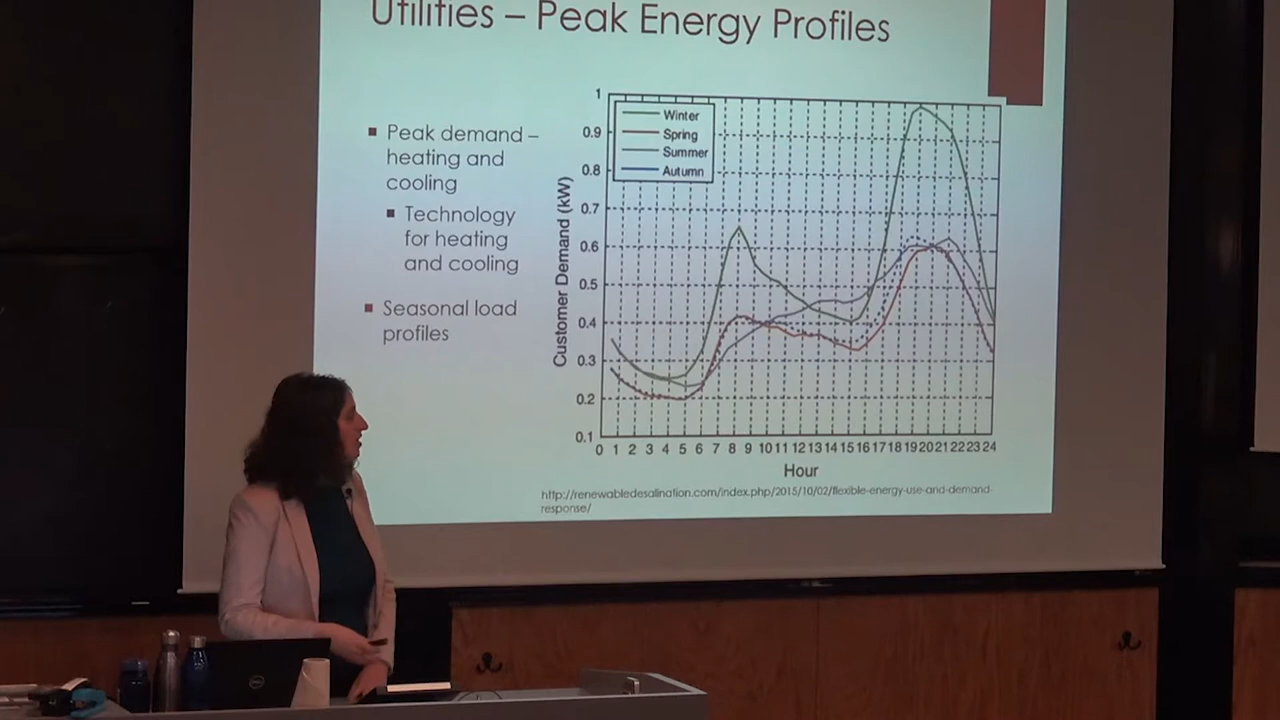 Utilities – Peak Energy Profiles
Peak demand –
heating and
cooling
Technology
for heating
and cooling
Seasonal load
profiles
Winter
Spring
Summer
Autumn
Customer Demand (kW)
1
0.9
0.8
0.7
0.6
0.5
0.4
0.3
0.2
0.1
0 1 2 3 4 5 6 7 8 9 10 11 12 13 14 15 16 17 18 19 20 21 22 23 24
Hour
http://renewabledesalination.com/index.php/2015/10/02/flexible-energy-use-and-demand-
response/
DELL